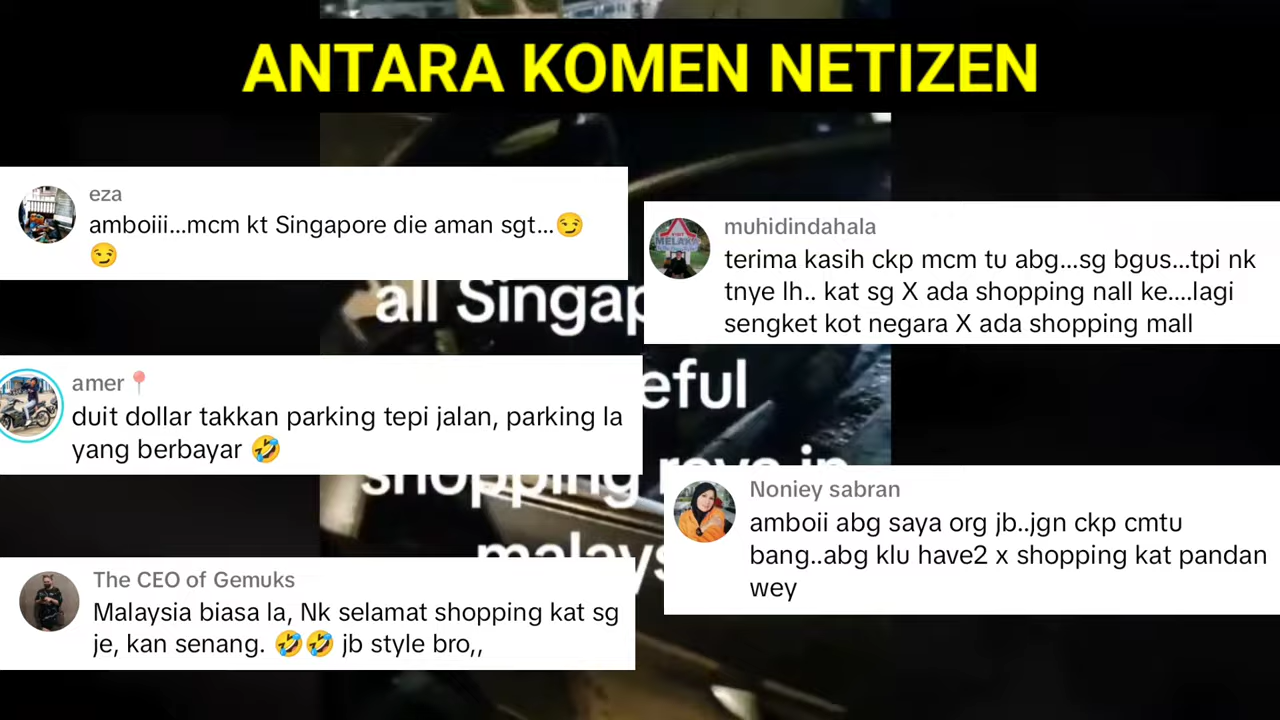 ANTARA KOMEN NETIZEN
eza
amboiii...mcm kt Singapore die aman sgt...😏
😏
muhidindahala
terima kasih ckp mcm tu abg...sg bgus...tpi nk
tnye lh.. kat sg X ada shopping nall ke....lagi
sengket kot negara X ada shopping mall
all Singap
amer📍
duit dollar takkan parking tepi jalan, parking la
yang berbayar 🤣
eful
shopping raya in
malays
Noniey sabran
amboii abg saya org jb..jgn ckp cmtu
bang..abg klu have2 x shopping kat pandan
wey
The CEO of Gemuks
Malaysia biasa la, Nk selamat shopping kat sg
je, kan senang. 🤣🤣 jb style bro,,